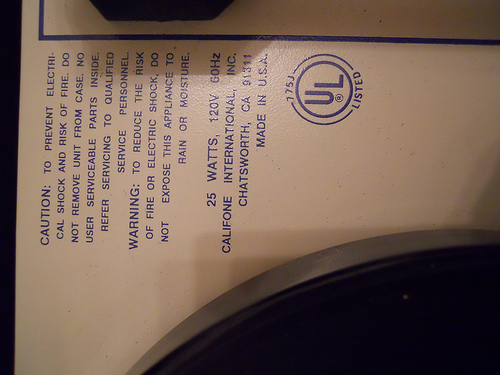 CAUTION: TO PREVENT ELECTRI-
CAL SHOCK AND RISK OF FIRE, DO
NOT REMOVE UNIT FROM CASE. NO
USER SERVICEABLE PARTS INSIDE.
REFER SERVICING TO QUALIFIED
SERVICE PERSONNEL.
WARNING: TO REDUCE THE RISK
OF FIRE OR ELECTRIC SHOCK, DO
NOT EXPOSE THIS APPLIANCE TO
RAIN OR MOISTURE.
25 WATTS, 120V 60Hz
CALIFONE INTERNATIONAL, INC.
CHATSWORTH, CA 91311
MADE IN U.S.A.
775J
UL®
LISTED